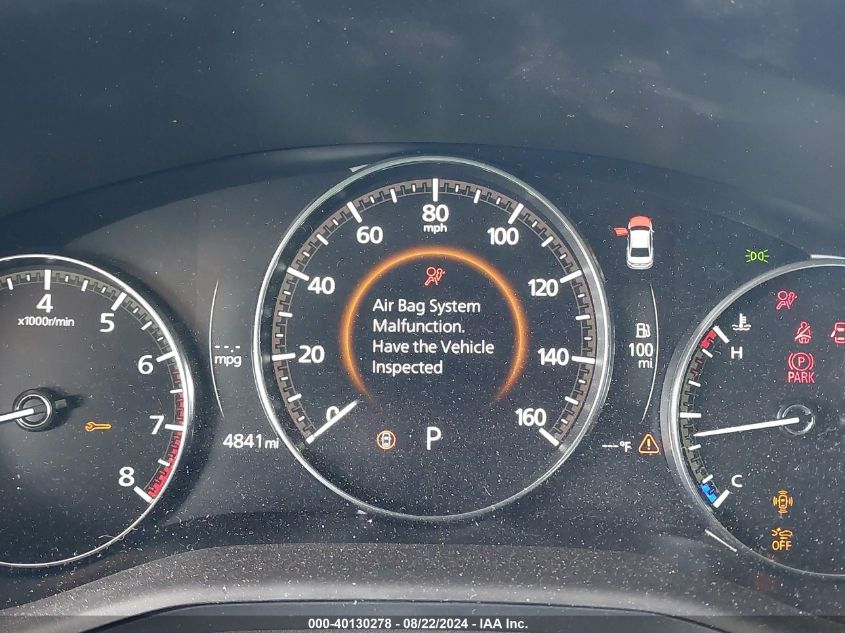 80
mph
60
100
40
120
20
140
0
160
Air Bag System
Malfunction.
Have the Vehicle
Inspected
P
4
x1000r/min
5
6
7
8
---
mpg
4841 mi
100
mi
---°F
H
C
P
PARK
OFF
000-40130278 - 08/22/2024 - IAA Inc.